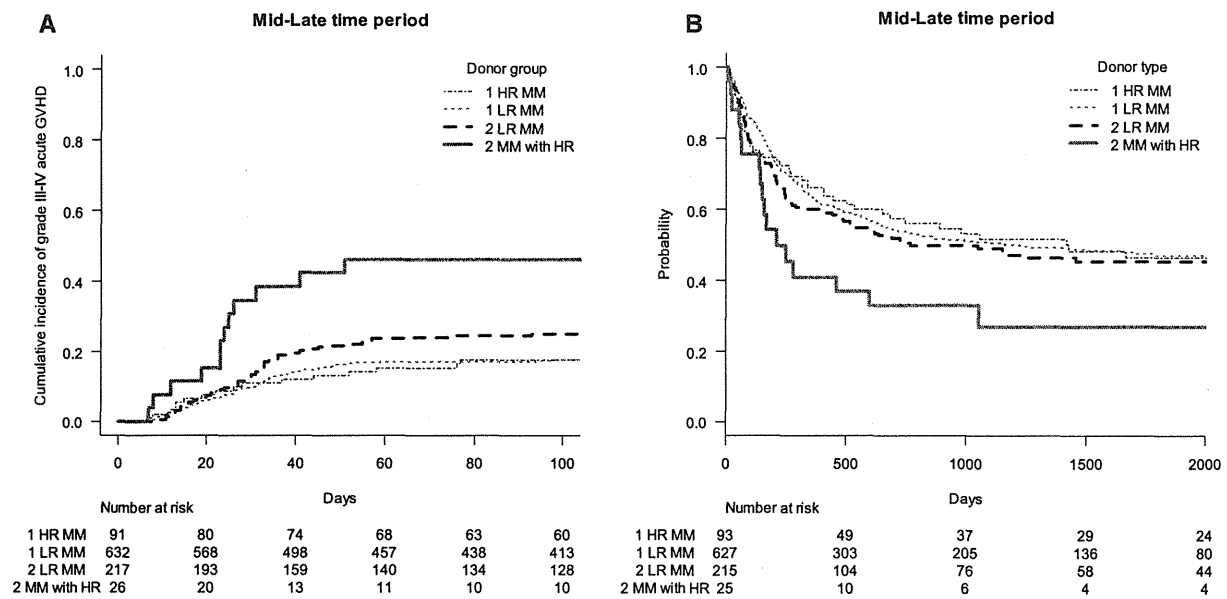 A
Mid-Late time period
Cumulative incidence of grade III-IV acute GVHD
1.0
0.8
0.6
0.4
0.2
0.0
Donor group
1 HR MM
1 LR MM
2 LR MM
2 MM with HR
0 20 40 60 80 100
Days
Number at risk
1 HR MM 91 80 74 68 63 60
1 LR MM 632 568 498 457 438 413
2 LR MM 217 193 159 140 134 128
2 MM with HR 26 20 13 11 10 10
B
Mid-Late time period
Probability
1.0
0.8
0.6
0.4
0.2
0.0
Donor type
1 HR MM
1 LR MM
2 LR MM
2 MM with HR
0 500 1000 1500 2000
Days
Number at risk
1 HR MM 93 49 37 29 24
1 LR MM 627 303 205 136 80
2 LR MM 215 104 76 58 44
2 MM with HR 25 10 6 4 4